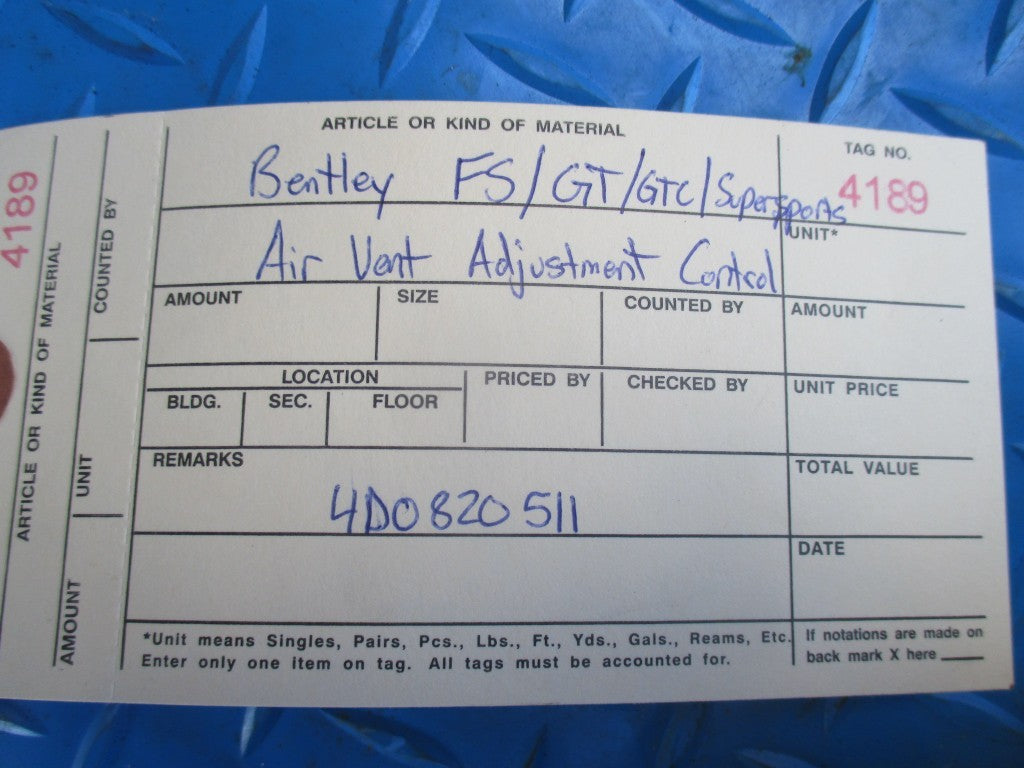 ARTICLE OR KIND OF MATERIAL
Bentley FS/GT/GTC/Supersports
Air Vent Adjustment Control
TAG NO.
4189
UNIT*
AMOUNT
SIZE
COUNTED BY
AMOUNT
LOCATION
BLDG.
SEC.
FLOOR
PRICED BY
CHECKED BY
UNIT PRICE
REMARKS
4D0 820 511
TOTAL VALUE
DATE
*Unit means Singles, Pairs, Pcs., Lbs., Ft., Yds., Gals., Reams, Etc.
Enter only one item on tag. All tags must be accounted for.
If notations are made on
back mark X here
4189
ARTICLE OR KIND OF MATERIAL
COUNTED BY
UNIT
AMOUNT